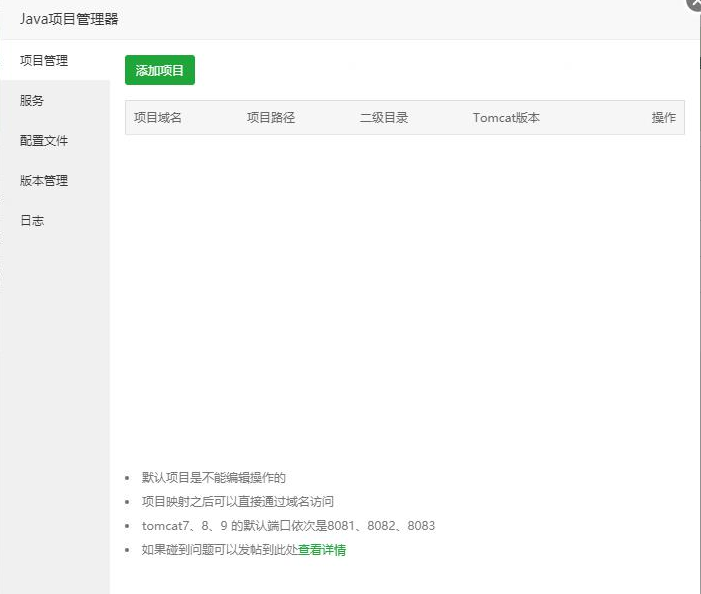 Java项目管理器
项目管理
服务
配置文件
版本管理
日志
添加项目
项目域名 项目路径 二级目录 Tomcat版本 操作
默认项目是不能编辑操作的
项目映射之后可以直接通过域名访问
tomcat7、8、9 的默认端口依次是8081、8082、8083
如果碰到问题可以发帖到此处查看详情